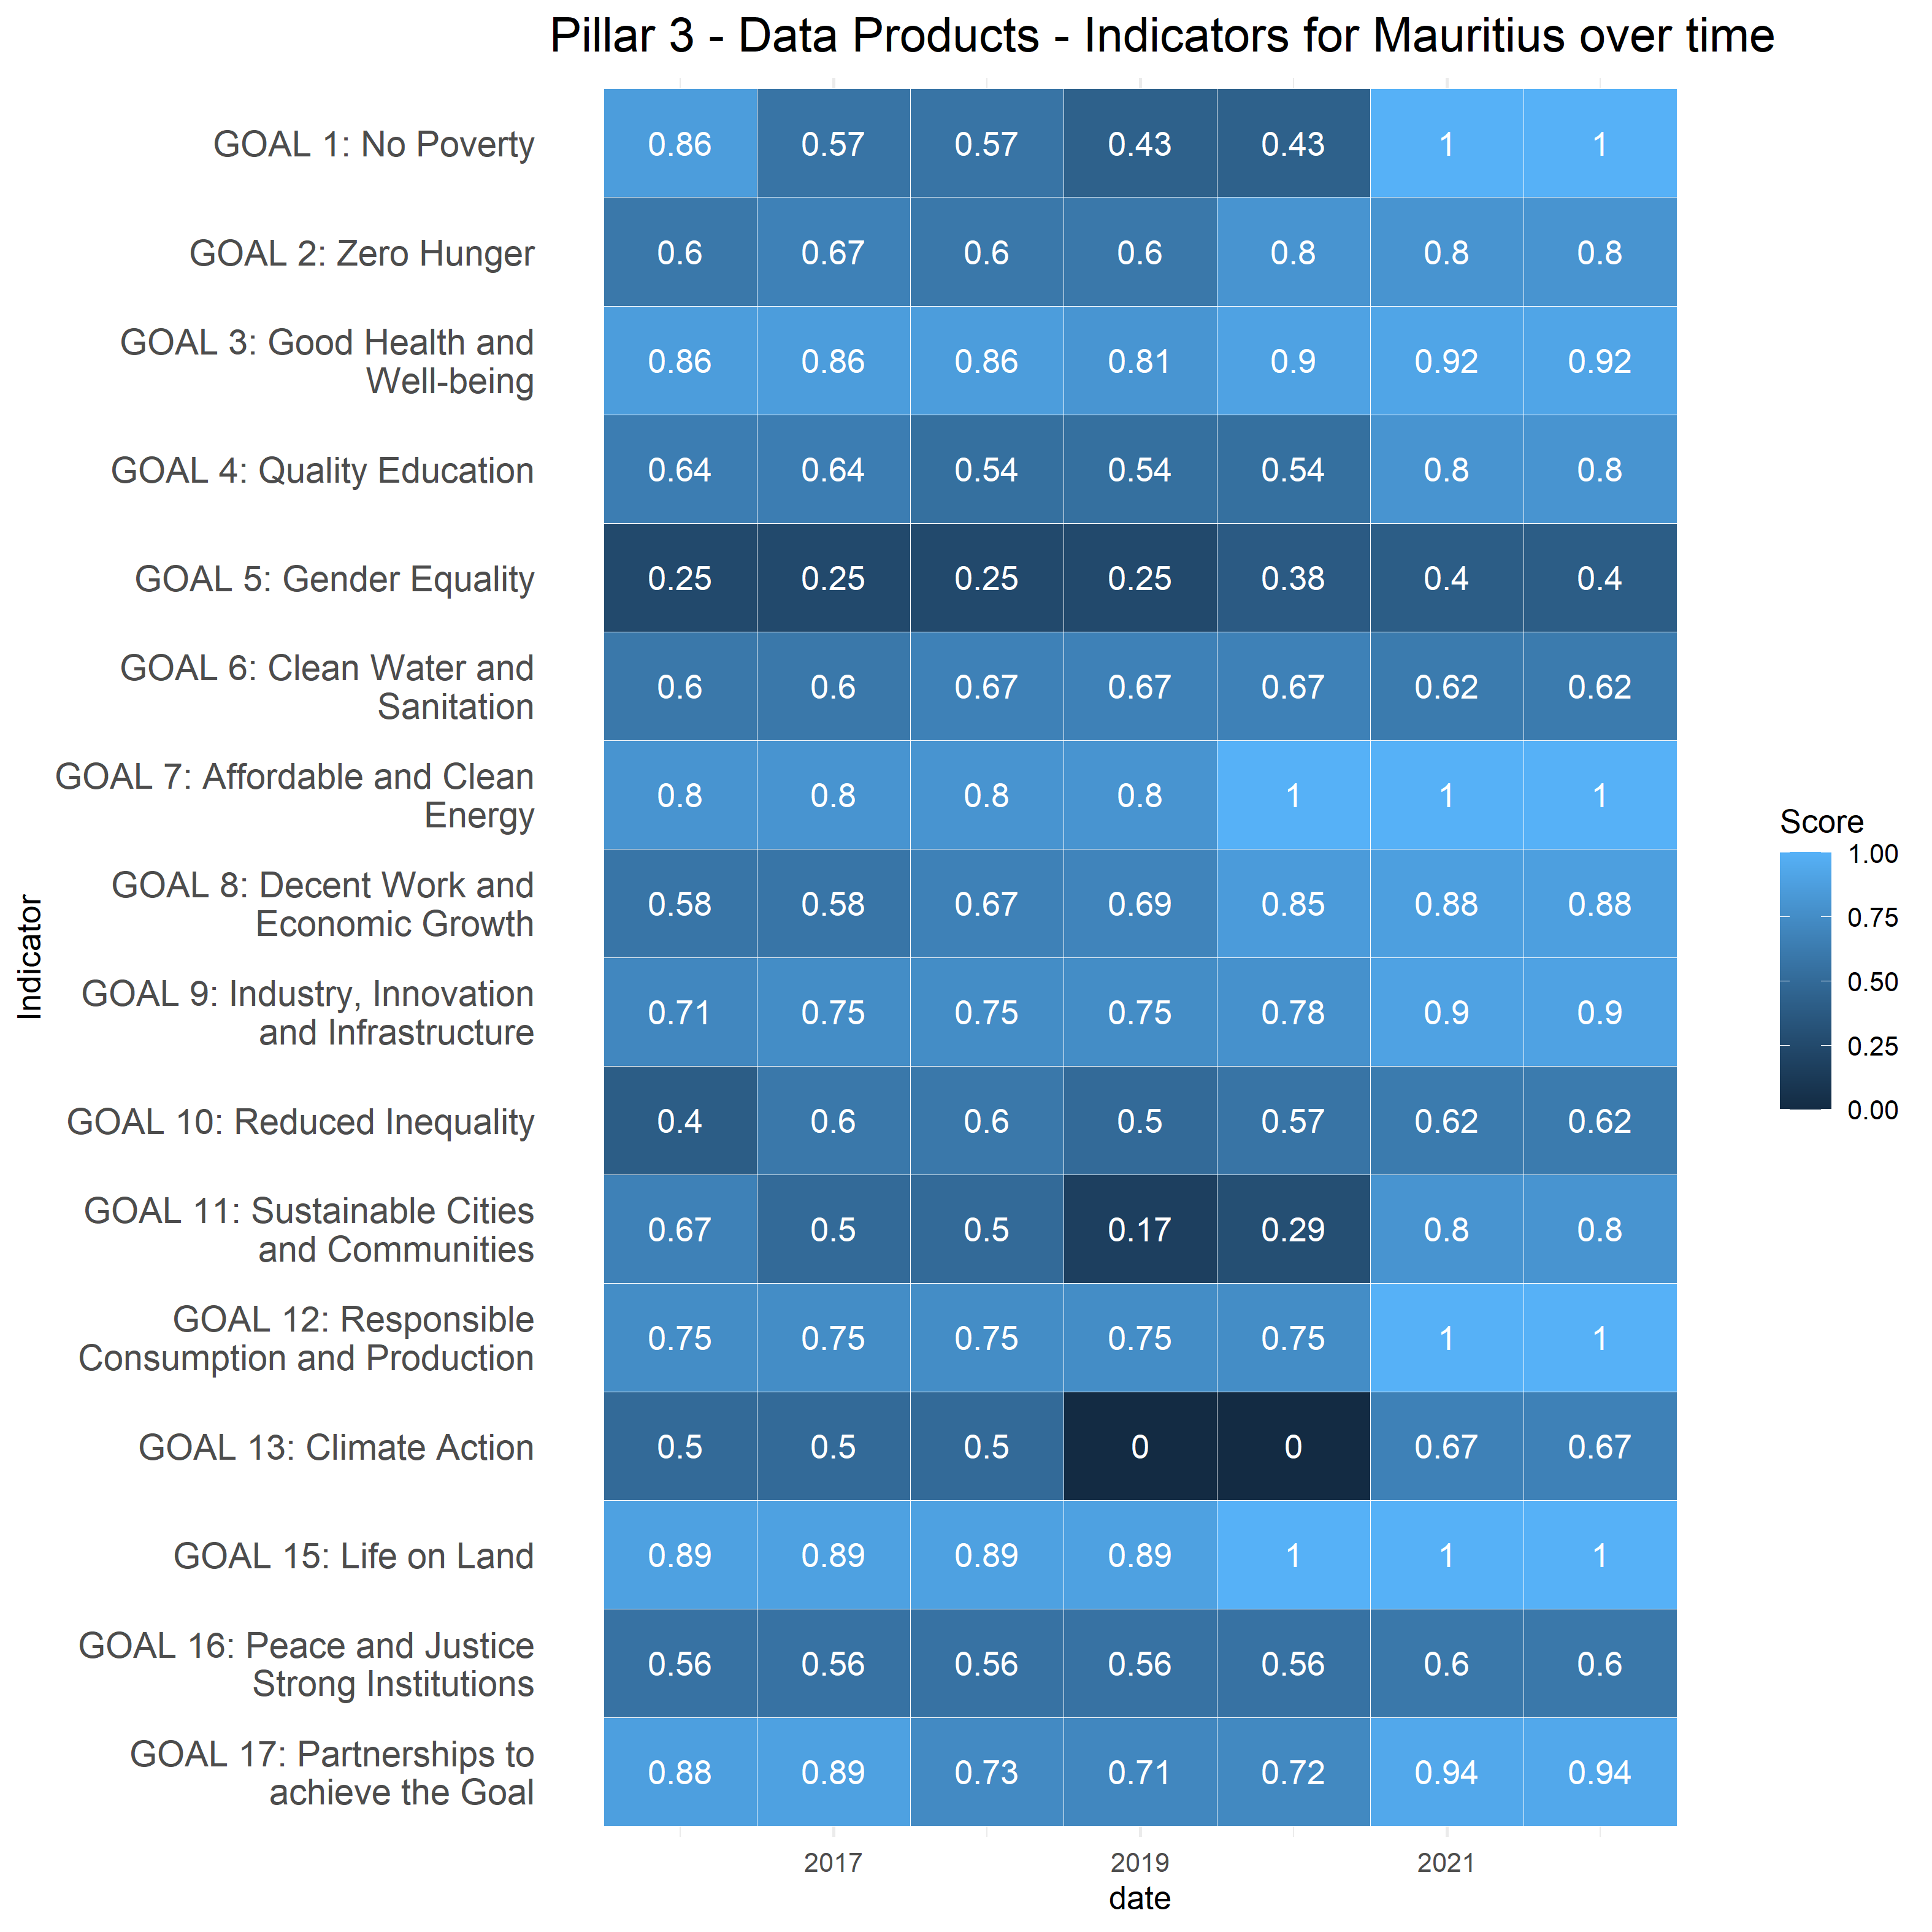 Pillar 3 - Data Products - Indicators for Mauritius over time
GOAL 1: No Poverty
0.86 0.57 0.57 0.43 0.43 1 1
GOAL 2: Zero Hunger
0.6 0.67 0.6 0.6 0.8 0.8 0.8
GOAL 3: Good Health and
Well-being
0.86 0.86 0.86 0.81 0.9 0.92 0.92
GOAL 4: Quality Education
0.64 0.64 0.54 0.54 0.54 0.8 0.8
GOAL 5: Gender Equality
0.25 0.25 0.25 0.25 0.38 0.4 0.4
GOAL 6: Clean Water and
Sanitation
0.6 0.6 0.67 0.67 0.67 0.62 0.62
GOAL 7: Affordable and Clean
Energy
0.8 0.8 0.8 0.8 1 1 1
GOAL 8: Decent Work and
Economic Growth
0.58 0.58 0.67 0.69 0.85 0.88 0.88
GOAL 9: Industry, Innovation
and Infrastructure
0.71 0.75 0.75 0.75 0.78 0.9 0.9
GOAL 10: Reduced Inequality
0.4 0.6 0.6 0.5 0.57 0.62 0.62
GOAL 11: Sustainable Cities
and Communities
0.67 0.5 0.5 0.17 0.29 0.8 0.8
GOAL 12: Responsible
Consumption and Production
0.75 0.75 0.75 0.75 0.75 1 1
GOAL 13: Climate Action
0.5 0.5 0.5 0 0 0.67 0.67
GOAL 15: Life on Land
0.89 0.89 0.89 0.89 1 1 1
GOAL 16: Peace and Justice
Strong Institutions
0.56 0.56 0.56 0.56 0.56 0.6 0.6
GOAL 17: Partnerships to
achieve the Goal
0.88 0.89 0.73 0.71 0.72 0.94 0.94
2017 2019 2021
date
Indicator
Score
1.00
0.75
0.50
0.25
0.00